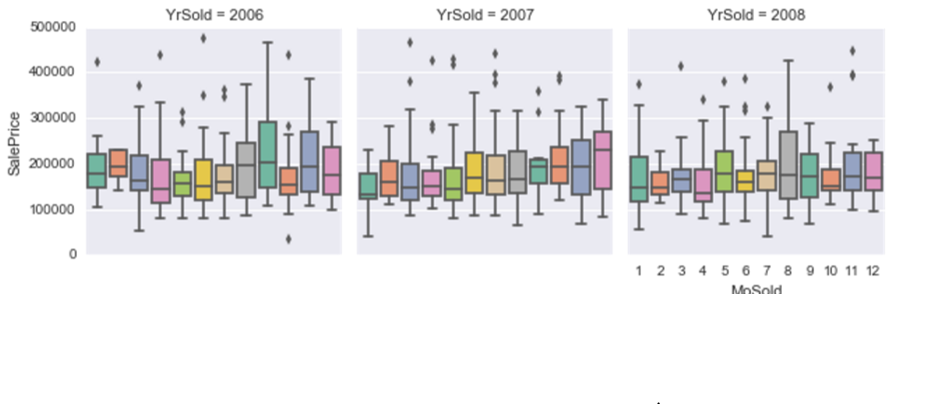 YrSold = 2006 YrSold = 2007 YrSold = 2008
500000
400000
300000
200000
100000
0
SalePrice
1 2 3 4 5 6 7 8 9 10 11 12
MoSold